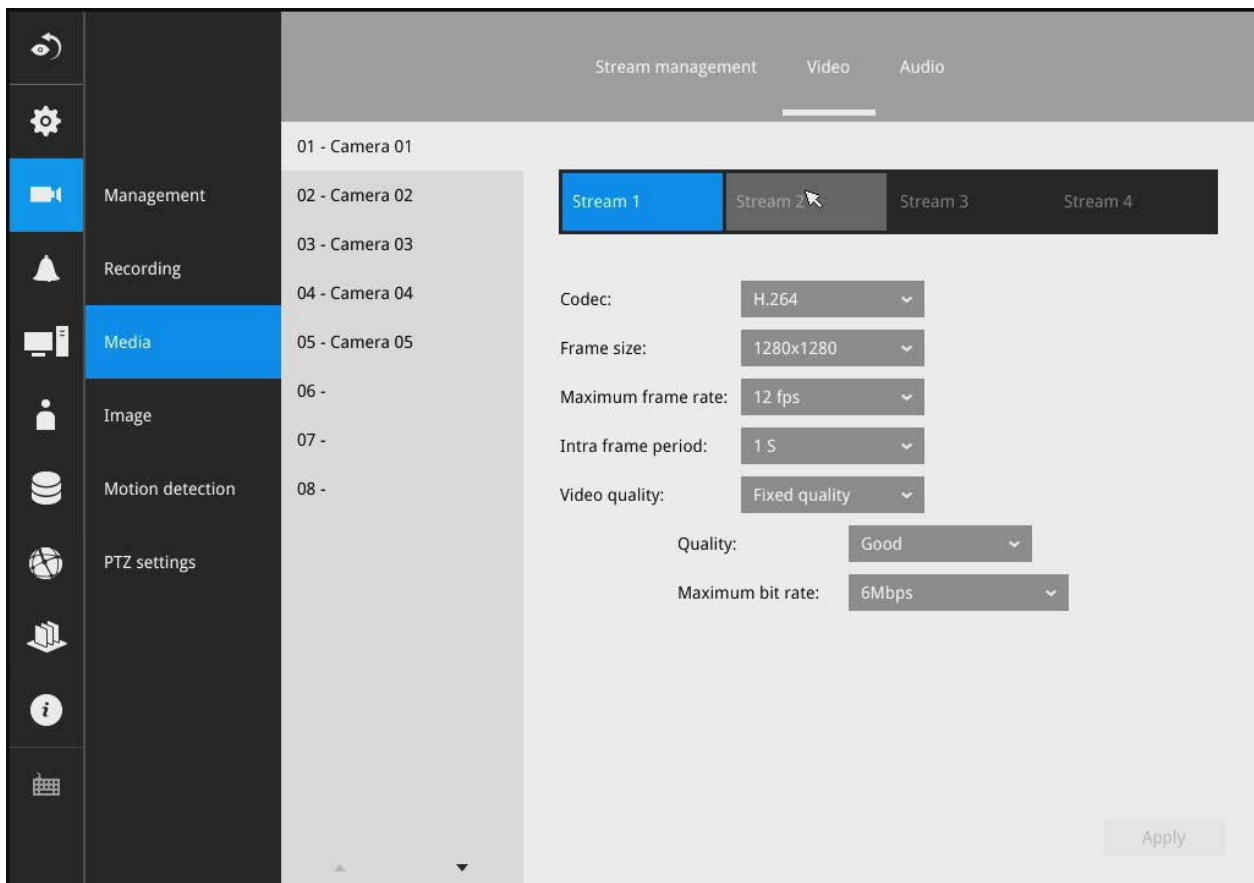 Stream management Video Audio
01 - Camera 01
Management
02 - Camera 02
03 - Camera 03
Recording
04 - Camera 04
Media
05 - Camera 05
06 -
Image
07 -
Motion detection
08 -
PTZ settings
Stream 1 Stream 2 Stream 3 Stream 4
Codec: H.264
Frame size: 1280x1280
Maximum frame rate: 12 fps
Intra frame period: 1 S
Video quality: Fixed quality
Quality: Good
Maximum bit rate: 6Mbps
Apply